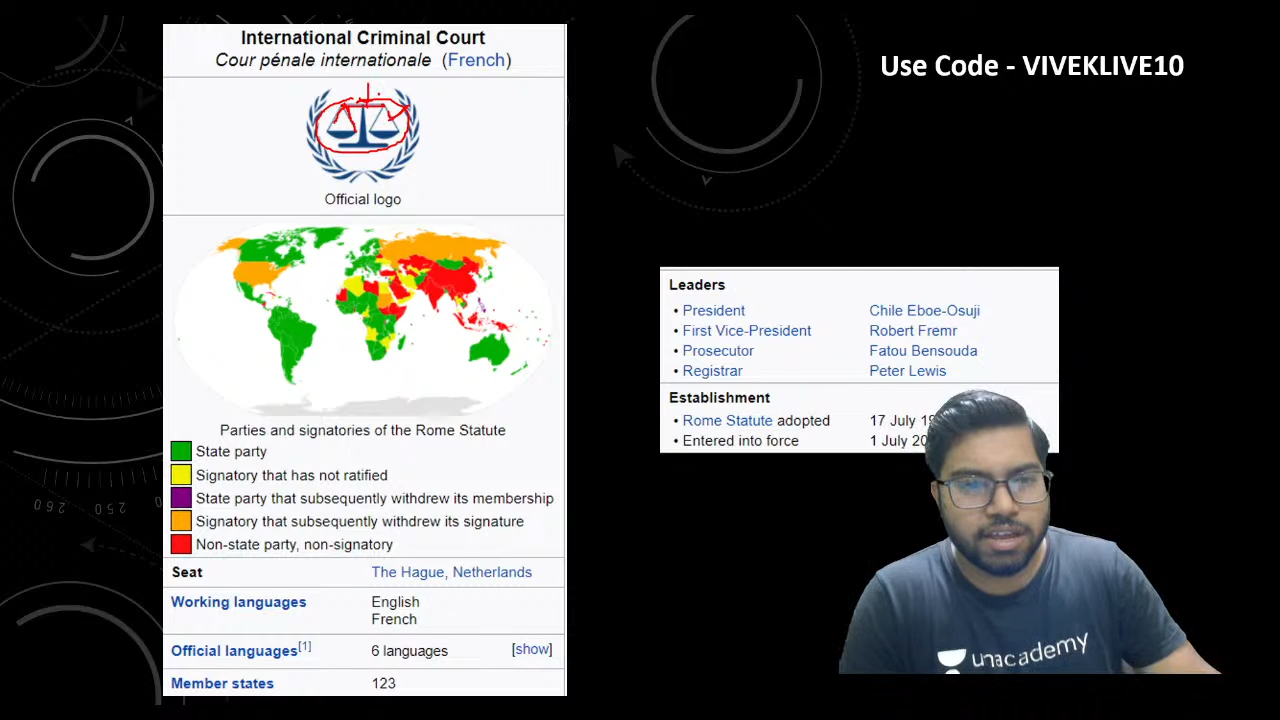 International Criminal Court
Cour pénale internationale (French)
Official logo
Parties and signatories of the Rome Statute
State party
Signatory that has not ratified
State party that subsequently withdrew its membership
Signatory that subsequently withdrew its signature
Non-state party, non-signatory
Seat The Hague, Netherlands
Working languages English
French
Official languages[1] 6 languages [show]
Member states 123
Use Code - VIVEKLIVE10
Leaders
• President Chile Eboe-Osuji
• First Vice-President Robert Fremr
• Prosecutor Fatou Bensouda
• Registrar Peter Lewis
Establishment
• Rome Statute adopted 17 July
• Entered into force 1 July
unacademy
260 250